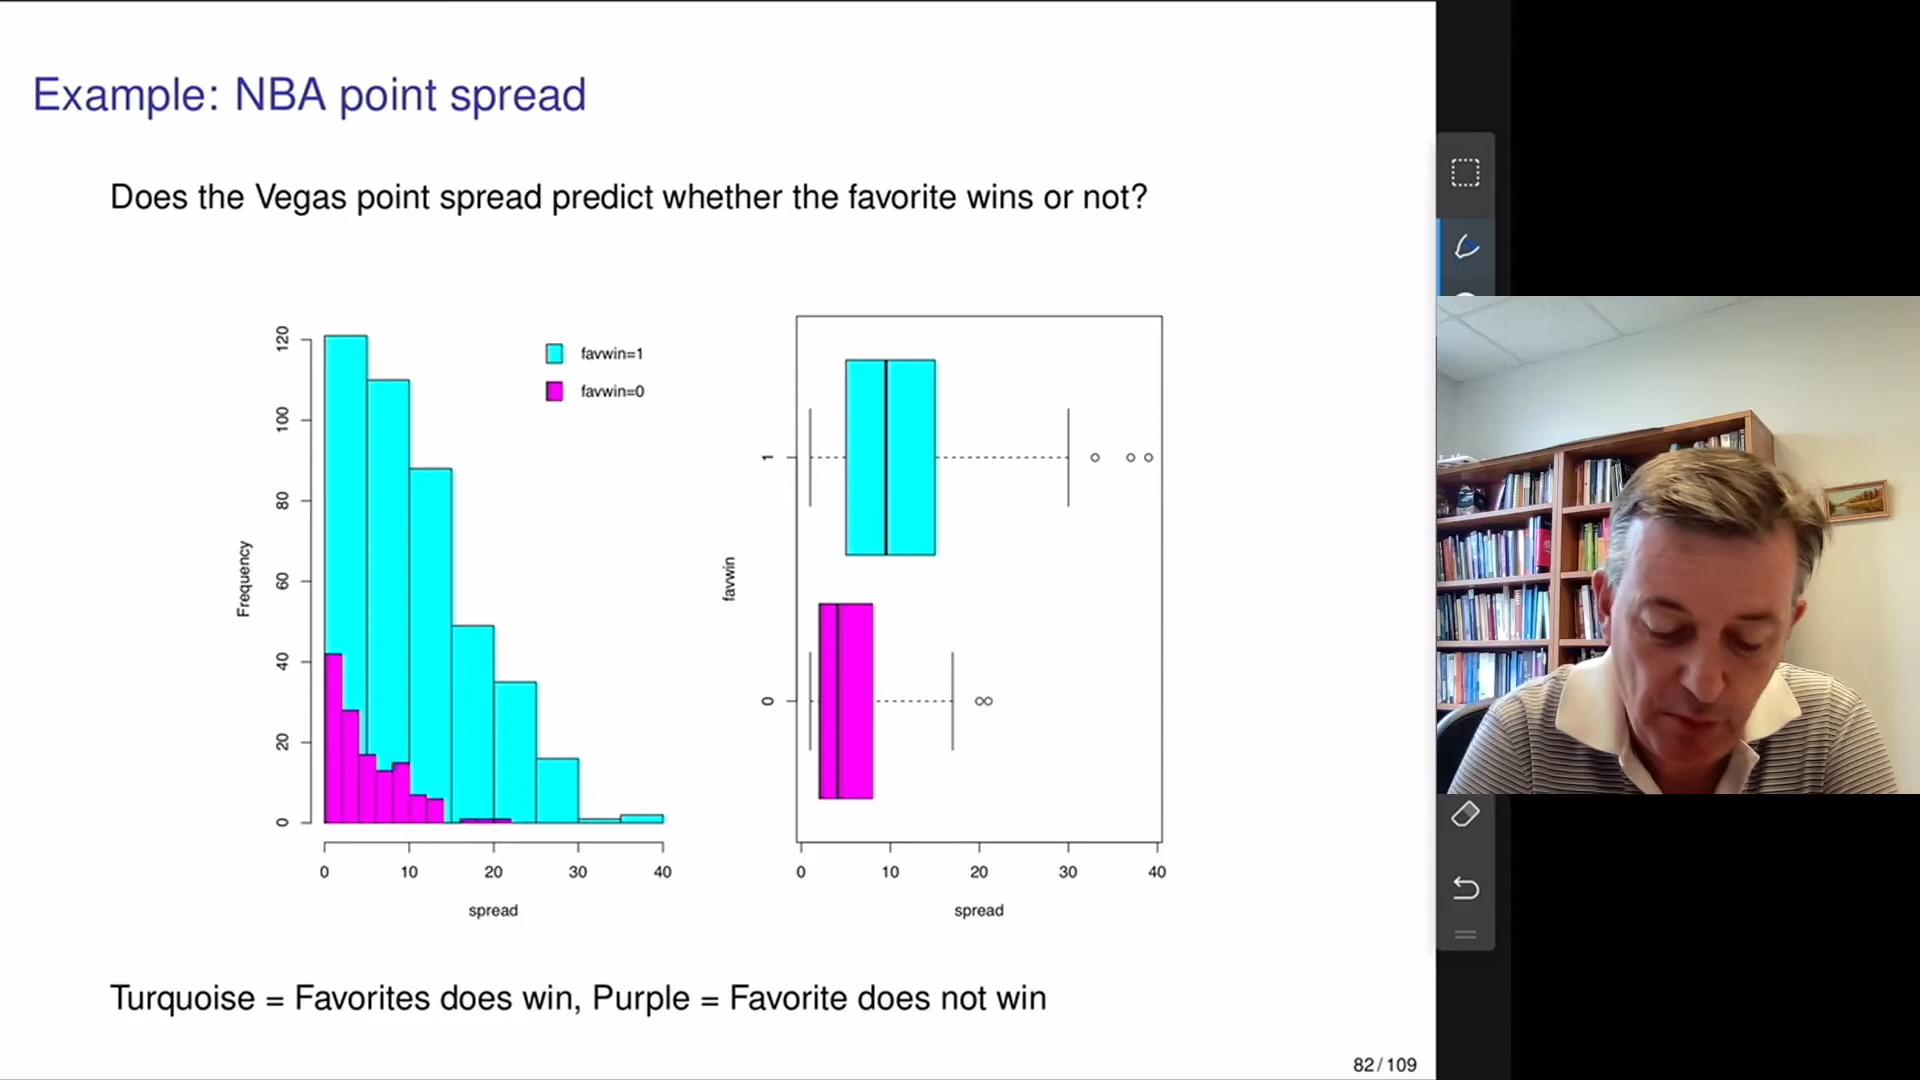 Example: NBA point spread
Does the Vegas point spread predict whether the favorite wins or not?
favwin=1
favwin=0
Frequency
0
20
40
60
80
100
120
0 10 20 30 40
spread
favwin
1
0
0 10 20 30 40
spread
Turquoise = Favorites does win, Purple = Favorite does not win
82 / 109